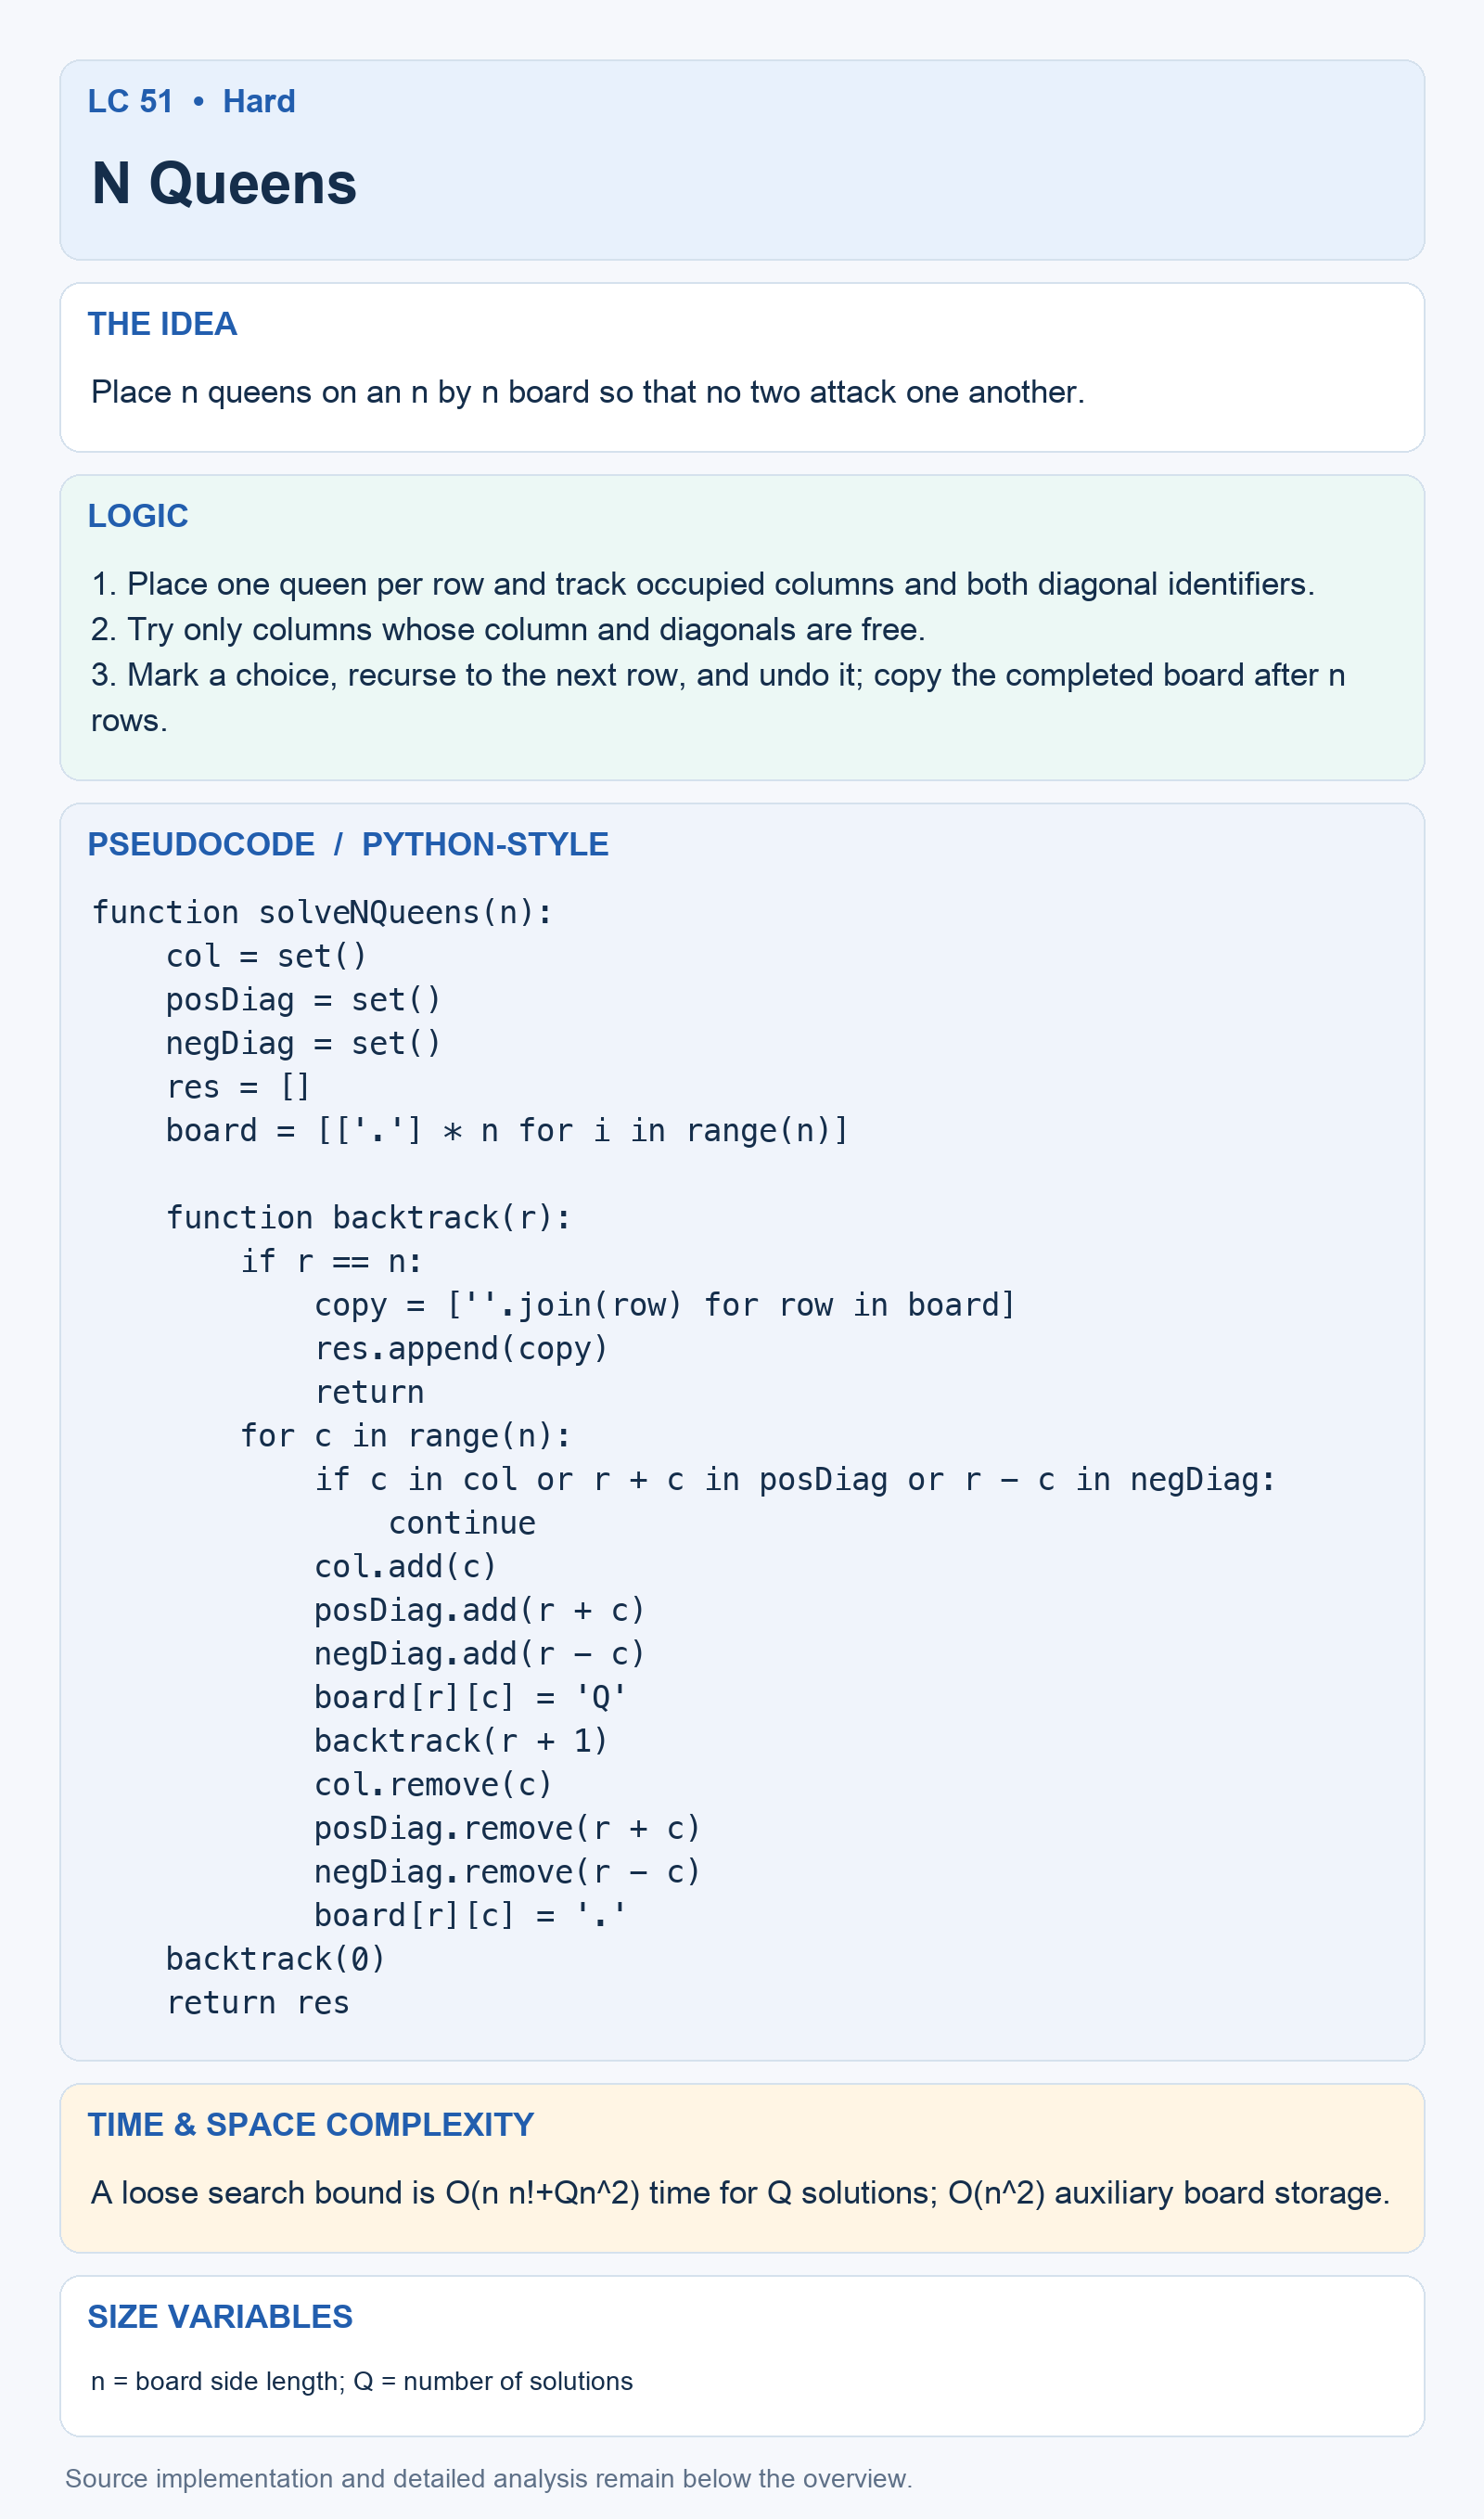 LC 51 • Hard
N Queens
THE IDEA
Place n queens on an n by n board so that no two attack one another.
LOGIC
1. Place one queen per row and track occupied columns and both diagonal identifiers.
2. Try only columns whose column and diagonals are free.
3. Mark a choice, recurse to the next row, and undo it; copy the completed board after n
rows.
PSEUDOCODE / PYTHON-STYLE
function solveNQueens(n):
    col = set()
    posDiag = set()
    negDiag = set()
    res = []
    board = [['.'] * n for i in range(n)]

    function backtrack(r):
        if r == n:
            copy = [''.join(row) for row in board]
            res.append(copy)
            return
        for c in range(n):
            if c in col or r + c in posDiag or r − c in negDiag:
                continue
            col.add(c)
            posDiag.add(r + c)
            negDiag.add(r − c)
            board[r][c] = 'Q'
            backtrack(r + 1)
            col.remove(c)
            posDiag.remove(r + c)
            negDiag.remove(r − c)
            board[r][c] = '.'
    backtrack(0)
    return res
TIME & SPACE COMPLEXITY
A loose search bound is O(n n!+Qn^2) time for Q solutions; O(n^2) auxiliary board storage.
SIZE VARIABLES
n = board side length; Q = number of solutions
Source implementation and detailed analysis remain below the overview.